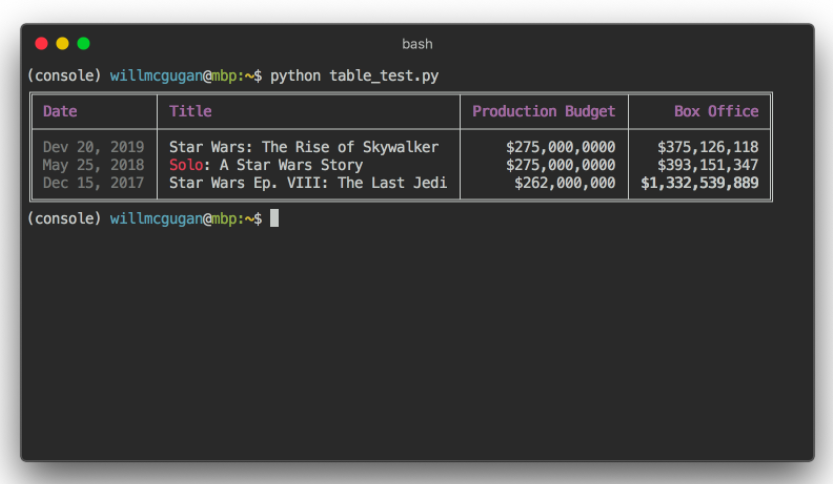 bash
(console) willmcgugan@mbp:~$ python table_test.py
Date Title Production Budget Box Office
Dev 20, 2019 Star Wars: The Rise of Skywalker $275,000,0000 $375,126,118
May 25, 2018 Solo: A Star Wars Story $275,000,0000 $393,151,347
Dec 15, 2017 Star Wars Ep. VIII: The Last Jedi $262,000,000 $1,332,539,889
(console) willmcgugan@mbp:~$